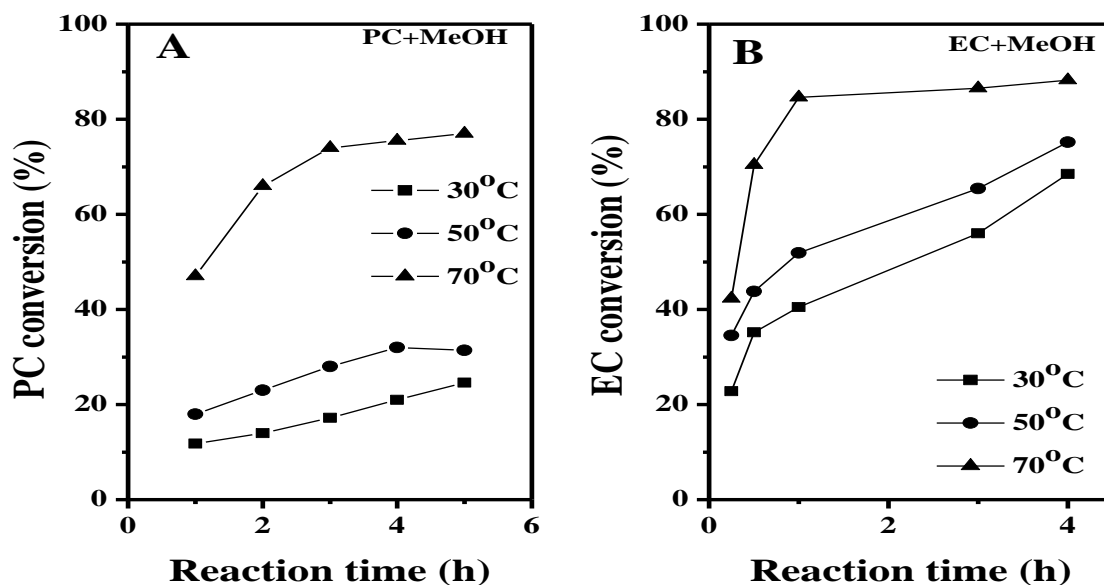 A
PC+MeOH
PC conversion (%)
100
80
60
40
20
0
30°C
50°C
70°C
0 2 4 6
Reaction time (h)
B
EC+MeOH
EC conversion (%)
100
80
60
40
20
0
30°C
50°C
70°C
0 2 4
Reaction time (h)